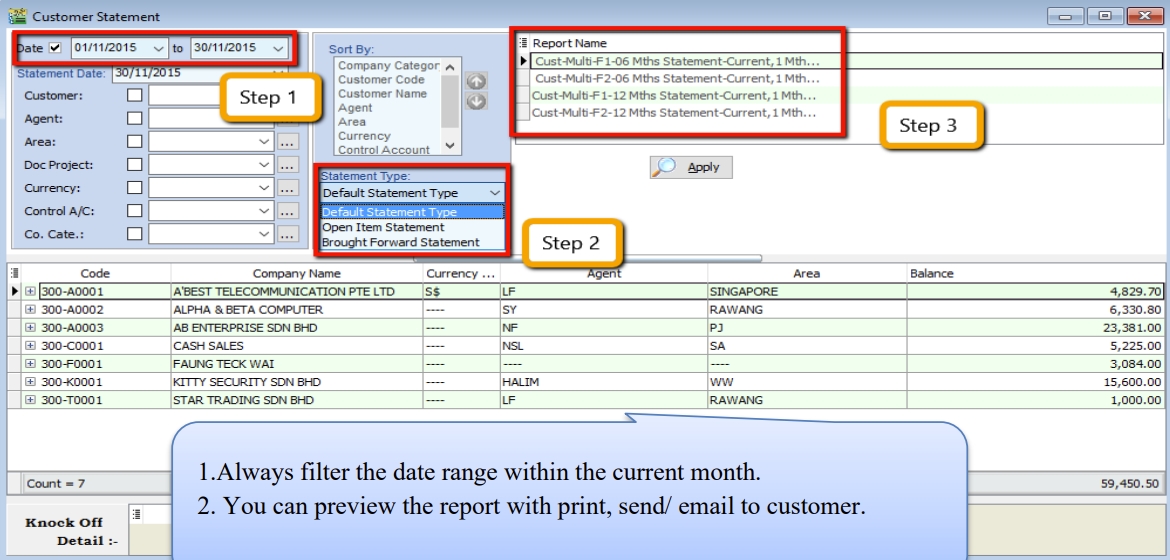 Customer Statement
Date 01/11/2015 to 30/11/2015
Statement Date: 30/11/2015
Step 1
Customer:
Agent:
Area: ...
Doc Project: ...
Currency: ...
Control A/C: ...
Co. Cate.: ...
Sort By:
Company Categor
Customer Code
Customer Name
Agent
Area
Currency
Control Account
Statement Type:
Default Statement Type
Default Statement Type
Open Item Statement
Brought Forward Statement
Step 2
Report Name
Cust-Multi-F1-06 Mths Statement-Current,1 Mth...
Cust-Multi-F2-06 Mths Statement-Current,1 Mth...
Cust-Multi-F1-12 Mths Statement-Current,1 Mth...
Cust-Multi-F2-12 Mths Statement-Current,1 Mth...
Step 3
Apply
Code Company Name Currency ... Agent Area Balance
300-A0001 A'BEST TELECOMMUNICATION PTE LTD S$ LF SINGAPORE 4,829.70
300-A0002 ALPHA & BETA COMPUTER ---- SY RAWANG 6,330.80
300-A0003 AB ENTERPRISE SDN BHD ---- NF PJ 23,381.00
300-C0001 CASH SALES ---- NSL SA 5,225.00
300-F0001 FAUNG TECK WAI ---- ---- ---- 3,084.00
300-K0001 KITTY SECURITY SDN BHD ---- HALIM WW 15,600.00
300-T0001 STAR TRADING SDN BHD ---- LF RAWANG 1,000.00
1.Always filter the date range within the current month.
2. You can preview the report with print, send/ email to customer.
Count = 7 59,450.50
Knock Off
Detail :-